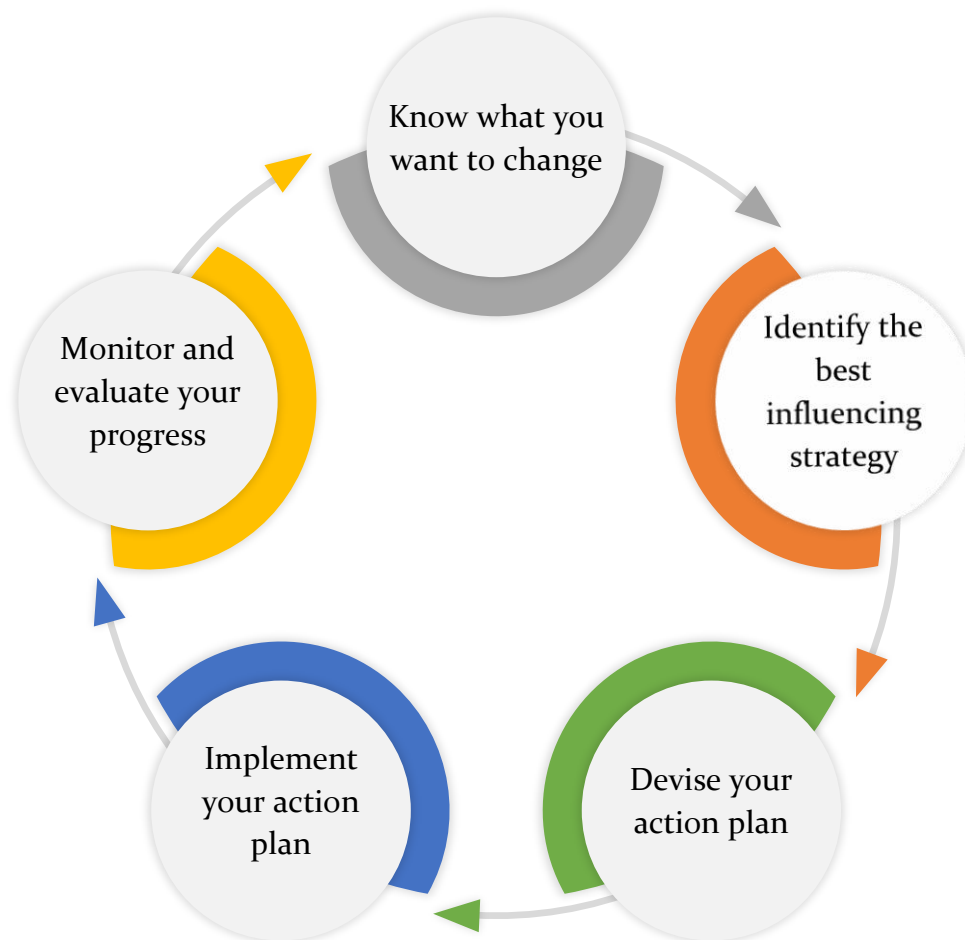 Know what you
want to change
Identify the
best
influencing
strategy
Devise your
action plan
Implement
your action
plan
Monitor and
evaluate your
progress